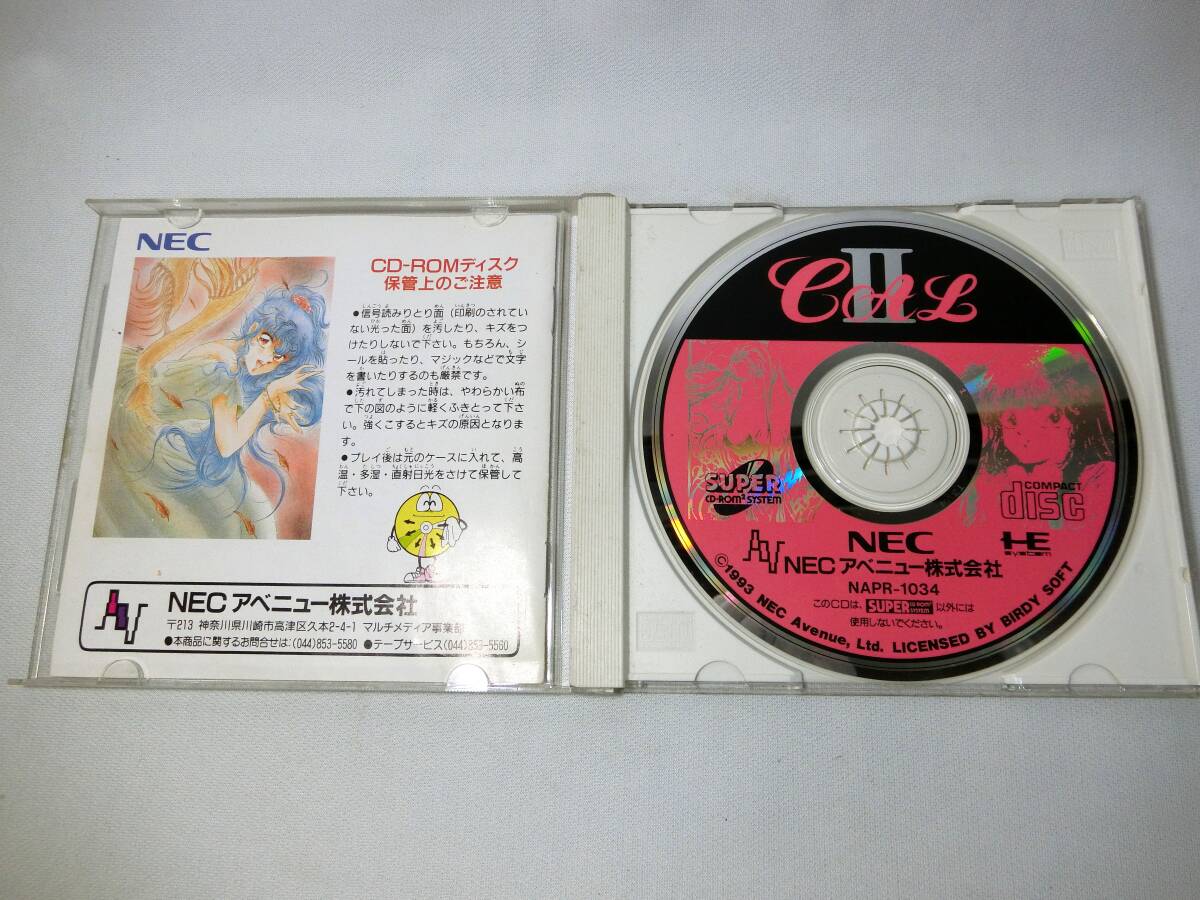 NEC
CD-ROMディスク
保管上のご注意
●信号読みりとり面（印刷のされてい
ない光った面）を汚したり、キズをつ
けたりしないで下さい。もちろん、シ
ールを貼ったり、マジックなどで文字
を書いたりするのも厳禁です。
●汚れてしまった時は、やわらかい布
で下の図のように軽くふきとって下さ
い。強くこするとキズの原因となりま
す。
●プレイ後は元のケースに入れて、高
温・多湿・直射日光をさけて保管して
下さい。
NECアベニュー株式会社
〒213 神奈川県川崎市高津区久本2-4-1 マルチメディア事業部
●本商品に関するお問合せは:(044)853-5580 ●テープサービス(044)853-5560
CAL II
SUPER
CD-ROM² SYSTEM
COMPACT
disc
NEC
HE
system
NECアベニュー株式会社
NAPR-1034
このCDは、SUPER CD-ROM² SYSTEM 以外には
使用しないでください。
©1993 NEC Avenue, Ltd. LICENSED BY BIRDY SOFT